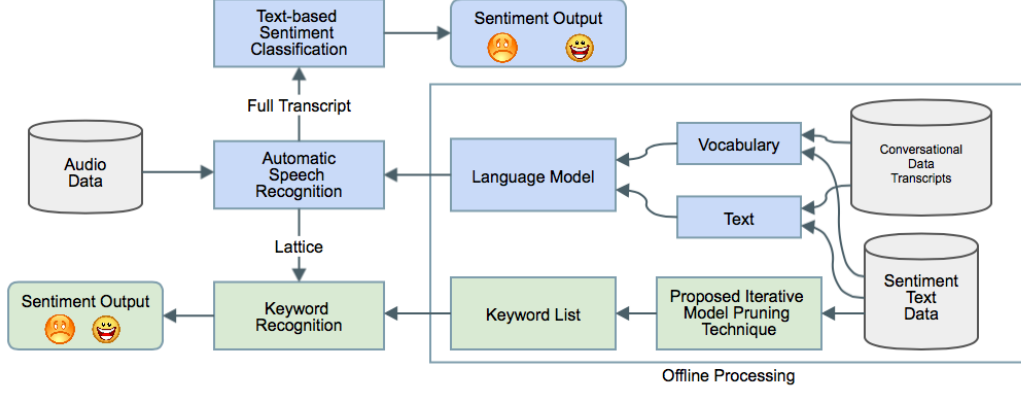 Text-based
Sentiment
Classification
Sentiment Output
Full Transcript
Audio
Data
Automatic
Speech
Recognition
Language Model
Vocabulary
Text
Conversational
Data
Transcripts
Lattice
Sentiment Output
Keyword
Recognition
Keyword List
Proposed Iterative
Model Pruning
Technique
Sentiment
Text
Data
Offline Processing